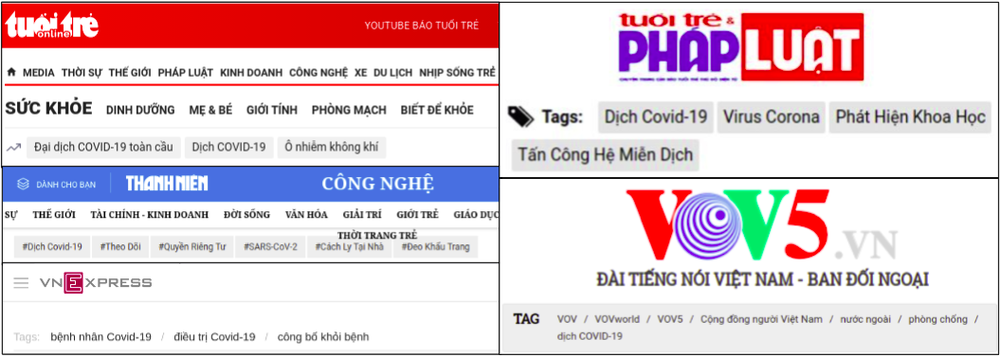 tuổi trẻ
online
YOUTUBE BÁO TUỔI TRẺ
MEDIA THỜI SỰ THẾ GIỚI PHÁP LUẬT KINH DOANH CÔNG NGHỆ XE DU LỊCH NHỊP SỐNG TRẺ
SỨC KHỎE DINH DƯỠNG MẸ & BÉ GIỚI TÍNH PHÒNG MẠCH BIẾT ĐỂ KHỎE
Đại dịch COVID-19 toàn cầu Dịch COVID-19 Ô nhiễm không khí
DÀNH CHO BẠN THANH NIÊN CÔNG NGHỆ
SỰ THẾ GIỚI TÀI CHÍNH - KINH DOANH ĐỜI SỐNG VĂN HÓA GIẢI TRÍ GIỚI TRẺ GIÁO DỤC
THỜI TRANG TRẺ
#Dịch Covid-19 #Theo Dõi #Quyền Riêng Tư #SARS-CoV-2 #Cách Ly Tại Nhà #Đeo Khẩu Trang
VNEXPRESS
Tags: bệnh nhân Covid-19 / điều trị Covid-19 / công bố khỏi bệnh
tuổi trẻ &
PHÁP LUẬT
Tags: Dịch Covid-19 Virus Corona Phát Hiện Khoa Học
Tấn Công Hệ Miễn Dịch
VOV5.VN
ĐÀI TIẾNG NÓI VIỆT NAM - BAN ĐỐI NGOẠI
TAG VOV / VOVworld / VOV5 / Cộng đồng người Việt Nam / nước ngoài / phòng chống /
dịch COVID-19